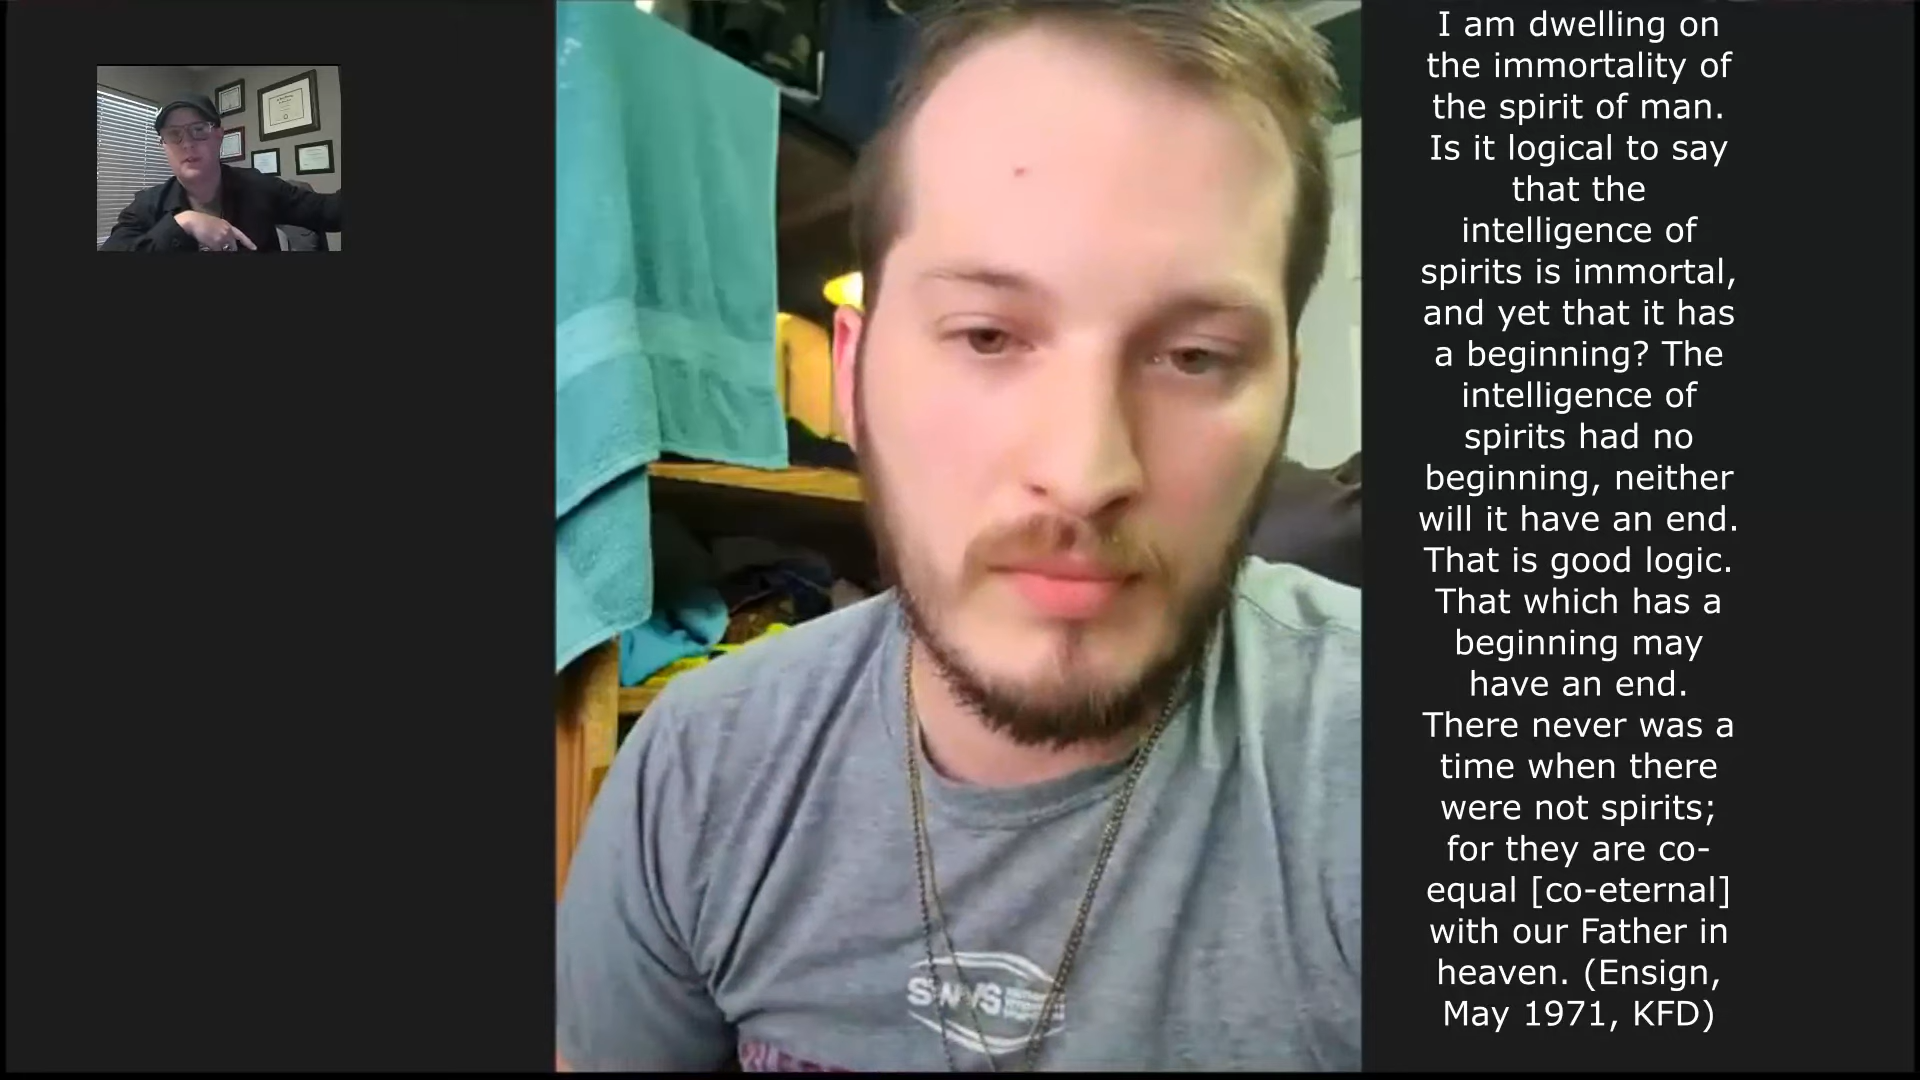 I am dwelling on
the immortality of
the spirit of man.
Is it logical to say
that the
intelligence of
spirits is immortal,
and yet that it has
a beginning? The
intelligence of
spirits had no
beginning, neither
will it have an end.
That is good logic.
That which has a
beginning may
have an end.
There never was a
time when there
were not spirits;
for they are co-
equal [co-eternal]
with our Father in
heaven. (Ensign,
May 1971, KFD)